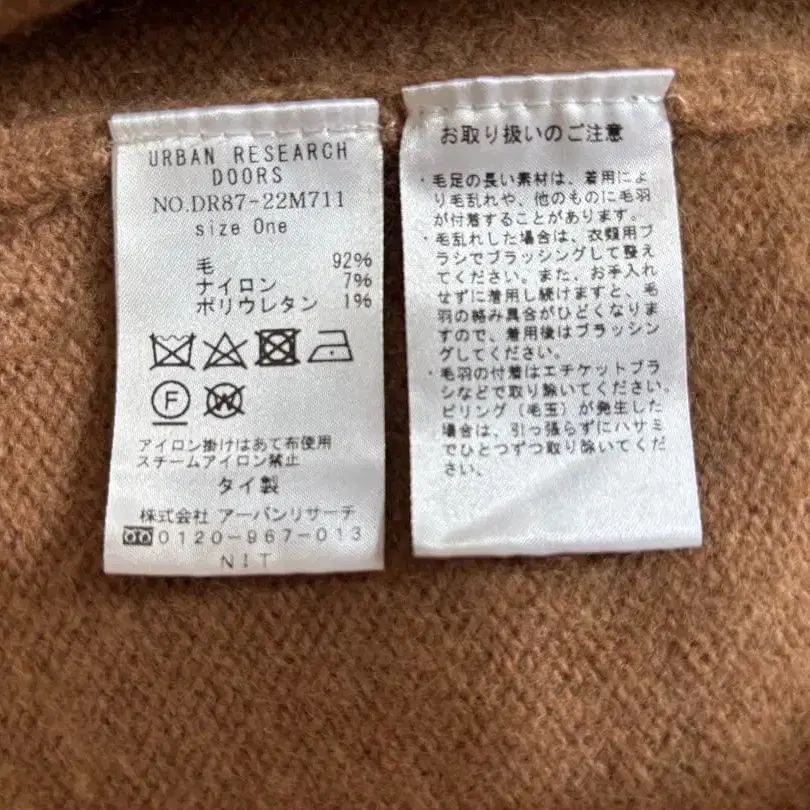 URBAN RESEARCH
DOORS
NO.DR87-22M711
size One
毛 92%
ナイロン 7%
ポリウレタン 1%
F
W
アイロン掛けはあて布使用
スチームアイロン禁止
タイ製
株式会社 アーバンリサーチ
0120-967-013
NIT
お取り扱いのご注意
・毛足の長い素材は、着用によ
り毛乱れや、他のものに毛羽
が付着することがあります。
・毛乱れした場合は、衣類用ブ
ラシでブラッシングして整え
てください。また、お手入れ
せずに着用し続けますと、毛
羽の絡み具合がひどくなりま
すので、着用後はブラッシン
グしてください。
・毛羽の付着はエチケットブラ
シなどで取り除いてください。
ピリング（毛玉）が発生した
場合は、引っ張らずにハサミ
でひとつずつ取り除いてくだ
さい。